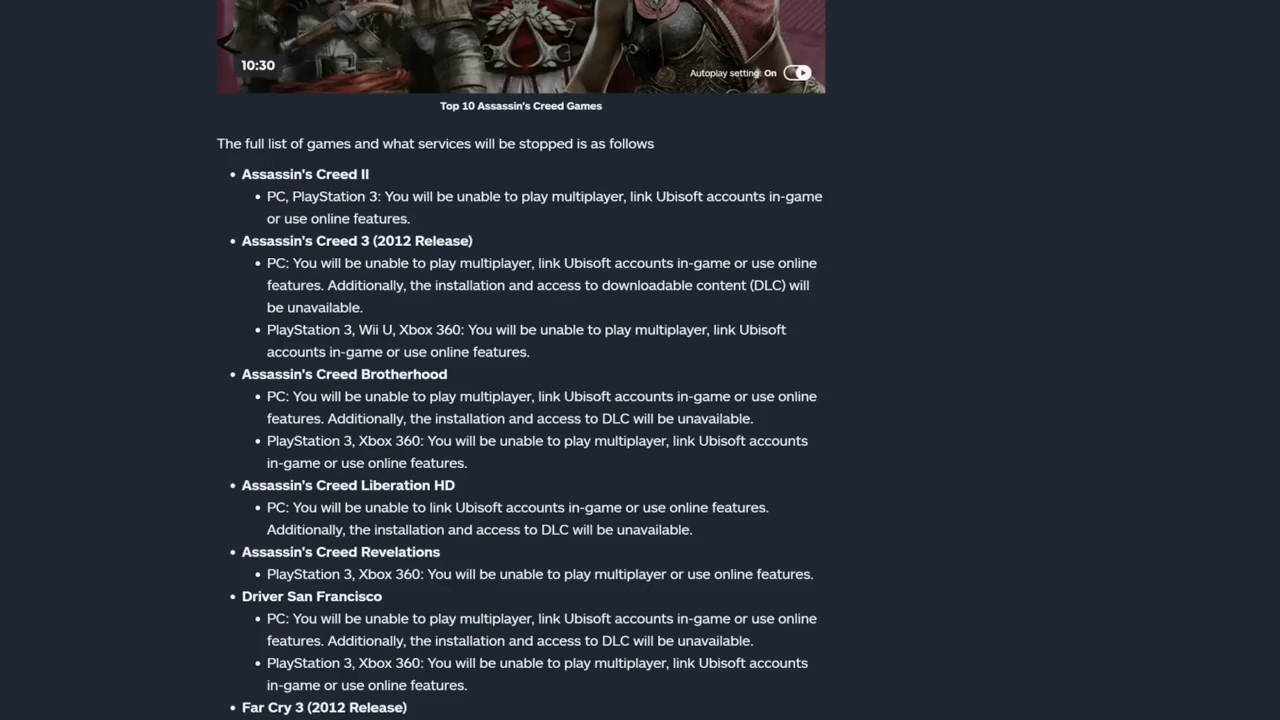 10:30
Autoplay setting: On
Top 10 Assassin's Creed Games
The full list of games and what services will be stopped is as follows
• Assassin's Creed II
• PC, PlayStation 3: You will be unable to play multiplayer, link Ubisoft accounts in-game
or use online features.
• Assassin's Creed 3 (2012 Release)
• PC: You will be unable to play multiplayer, link Ubisoft accounts in-game or use online
features. Additionally, the installation and access to downloadable content (DLC) will
be unavailable.
• PlayStation 3, Wii U, Xbox 360: You will be unable to play multiplayer, link Ubisoft
accounts in-game or use online features.
• Assassin's Creed Brotherhood
• PC: You will be unable to play multiplayer, link Ubisoft accounts in-game or use online
features. Additionally, the installation and access to DLC will be unavailable.
• PlayStation 3, Xbox 360: You will be unable to play multiplayer, link Ubisoft accounts
in-game or use online features.
• Assassin's Creed Liberation HD
• PC: You will be unable to link Ubisoft accounts in-game or use online features.
Additionally, the installation and access to DLC will be unavailable.
• Assassin's Creed Revelations
• PlayStation 3, Xbox 360: You will be unable to play multiplayer or use online features.
• Driver San Francisco
• PC: You will be unable to play multiplayer, link Ubisoft accounts in-game or use online
features. Additionally, the installation and access to DLC will be unavailable.
• PlayStation 3, Xbox 360: You will be unable to play multiplayer, link Ubisoft accounts
in-game or use online features.
• Far Cry 3 (2012 Release)